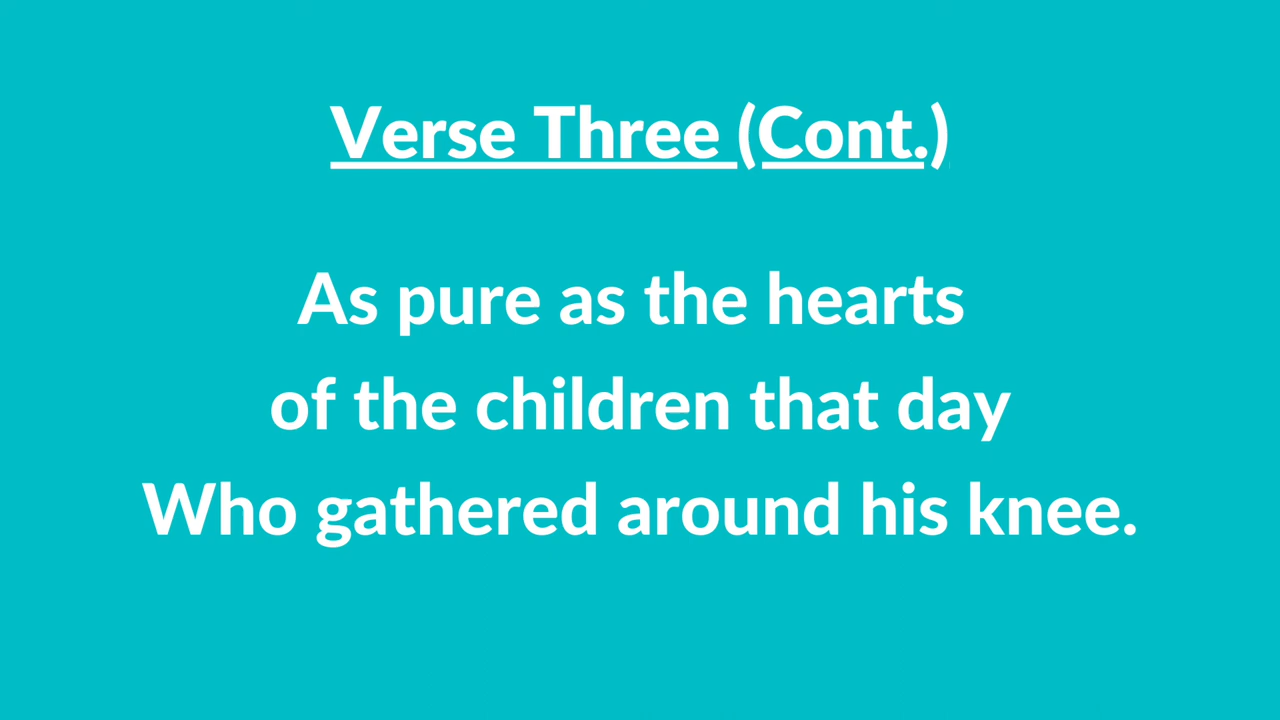 Verse Three (Cont.)
As pure as the hearts
of the children that day
Who gathered around his knee.